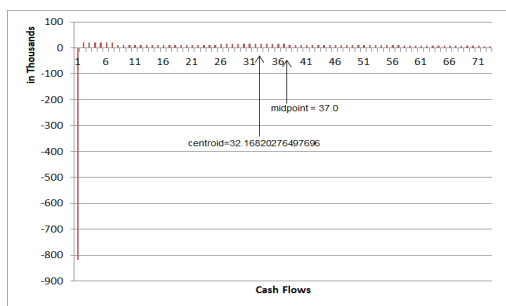 100
0
-100
-200
-300
-400
-500
-600
-700
-800
-900
in Thousands
1 6 11 16 21 26 31 36 41 46 51 56 61 66 71
midpoint = 37.0
centroid=32.16820276497696
Cash Flows